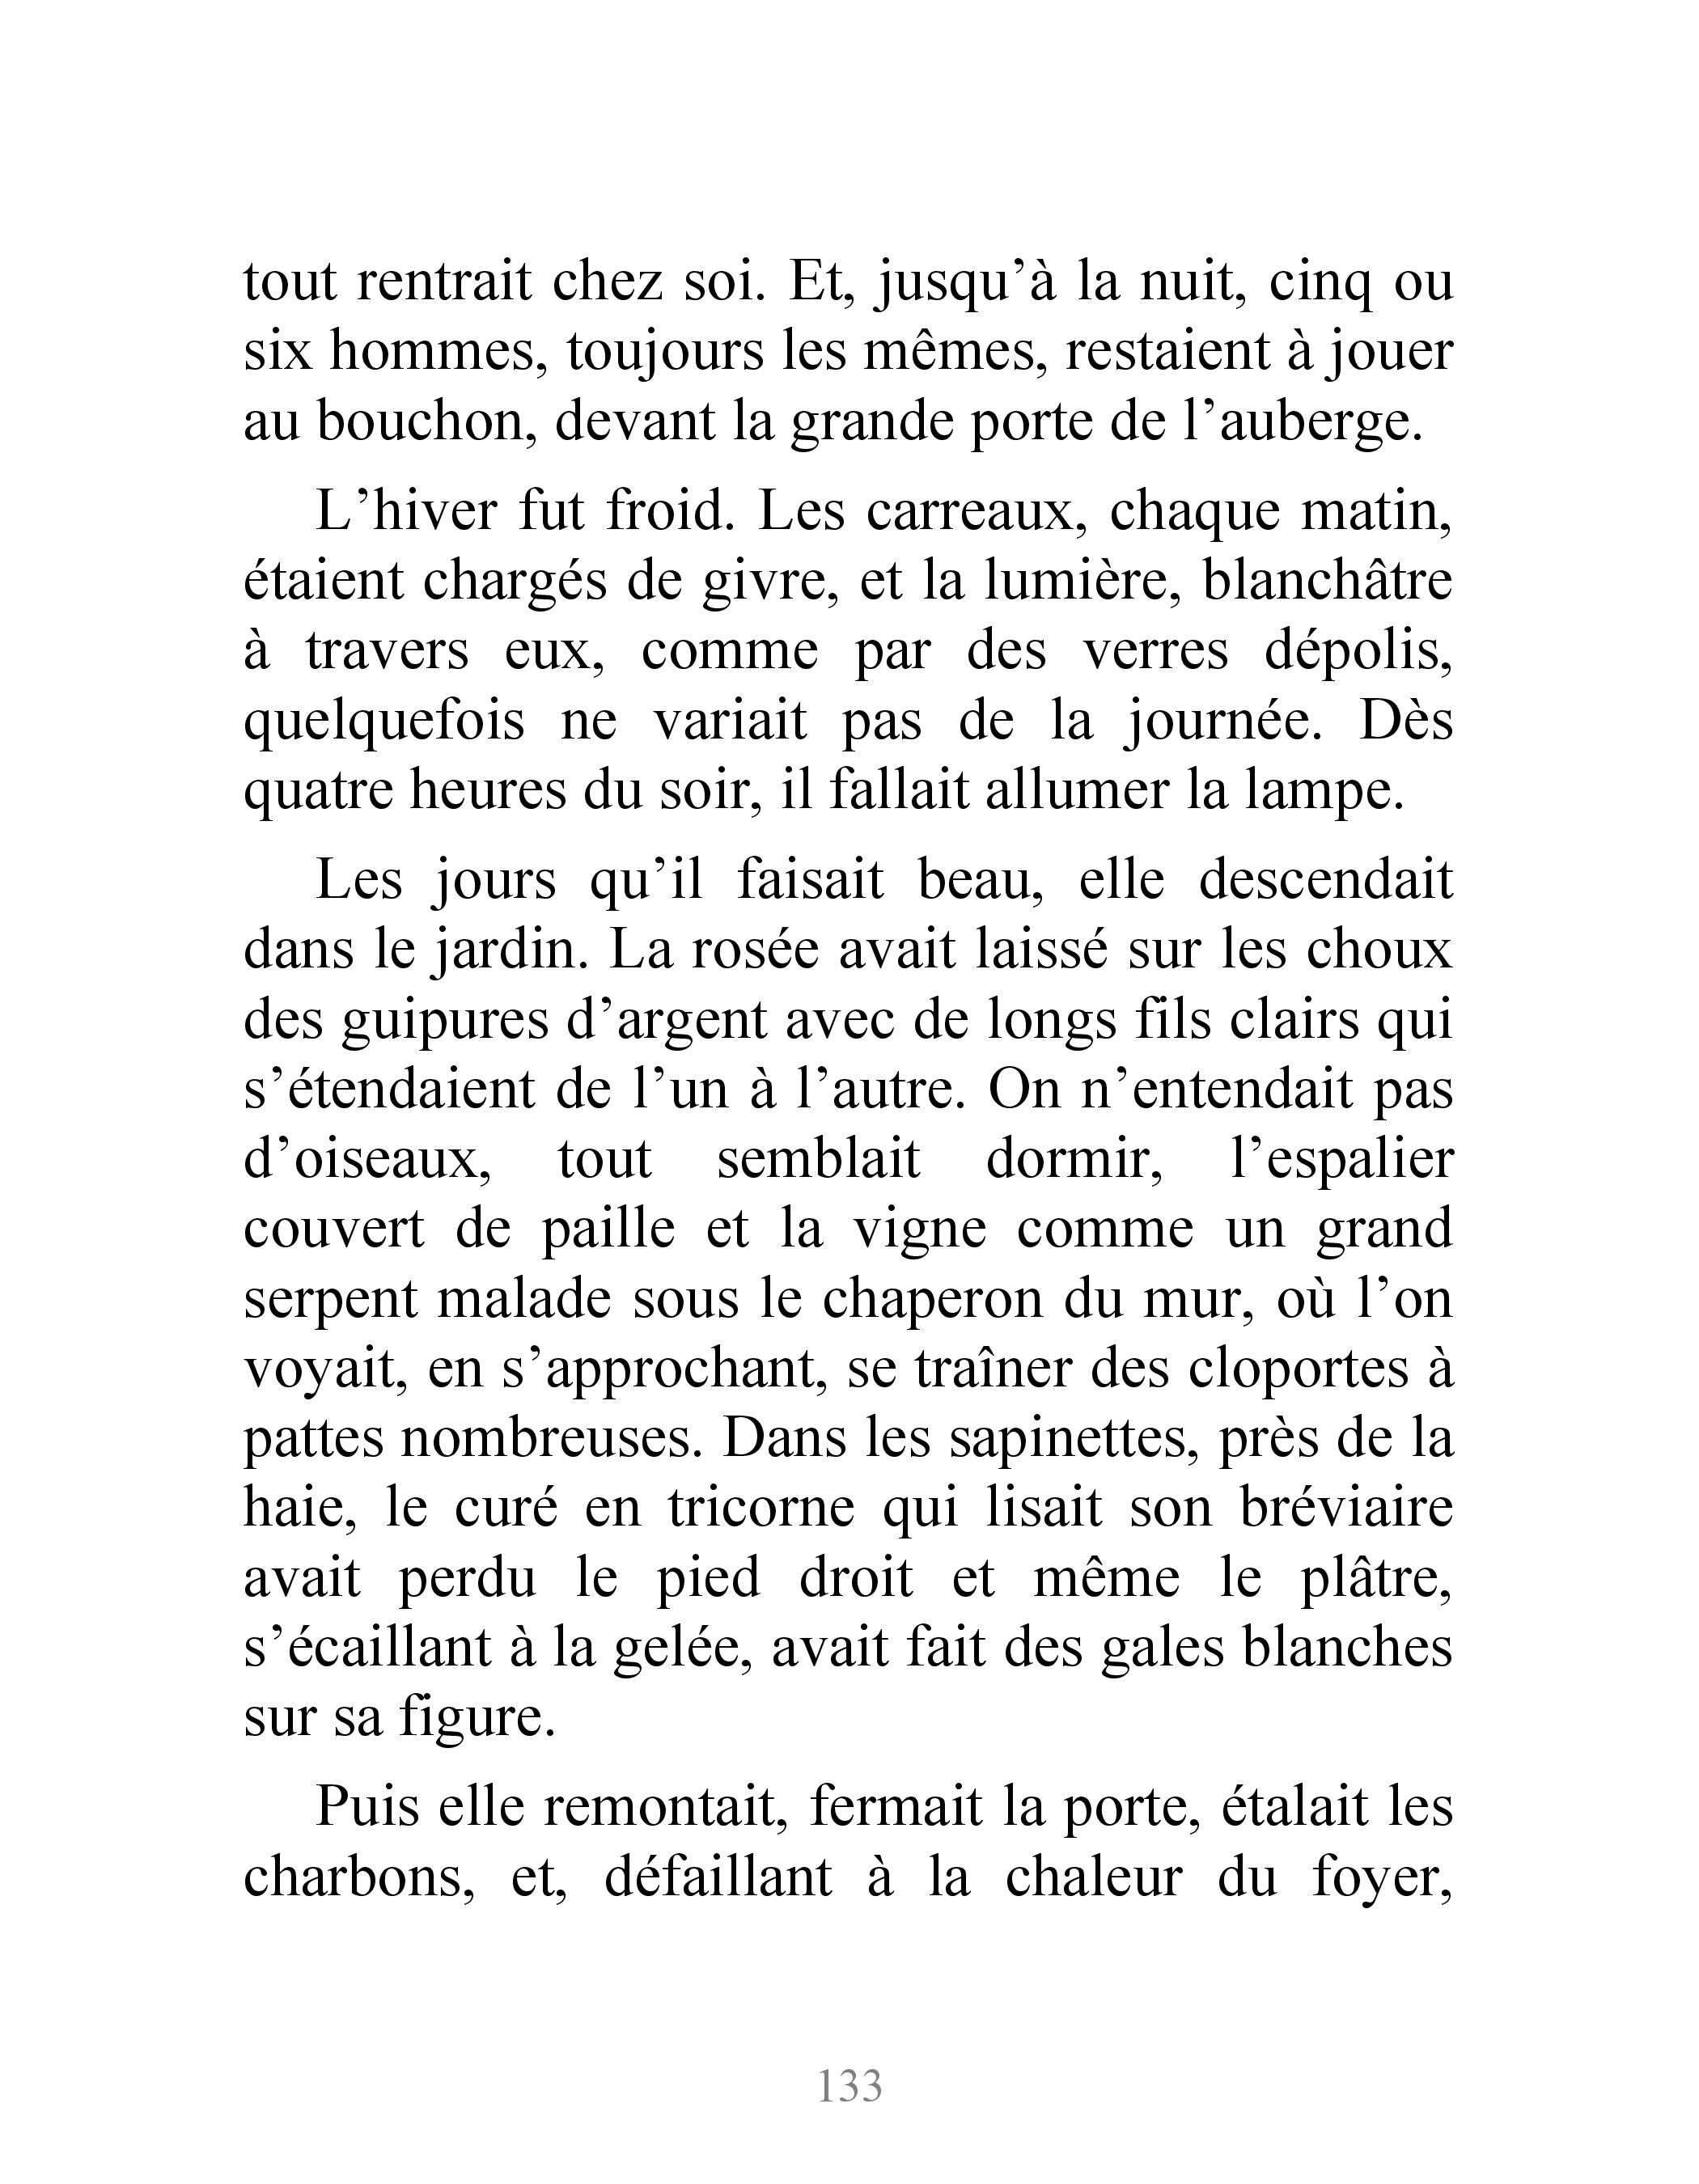 tout rentrait chez soi. Et, jusqu’à la nuit, cinq ou
six hommes, toujours les mêmes, restaient à jouer
au bouchon, devant la grande porte de l’auberge.
L’hiver fut froid. Les carreaux, chaque matin,
étaient chargés de givre, et la lumière, blanchâtre
à travers eux, comme par des verres dépolis,
quelquefois ne variait pas de la journée. Dès
quatre heures du soir, il fallait allumer la lampe.
Les jours qu’il faisait beau, elle descendait
dans le jardin. La rosée avait laissé sur les choux
des guipures d’argent avec de longs fils clairs qui
s’étendaient de l’un à l’autre. On n’entendait pas
d’oiseaux, tout semblait dormir, l’espalier
couvert de paille et la vigne comme un grand
serpent malade sous le chaperon du mur, où l’on
voyait, en s’approchant, se traîner des cloportes à
pattes nombreuses. Dans les sapinettes, près de la
haie, le curé en tricorne qui lisait son bréviaire
avait perdu le pied droit et même le plâtre,
s’écaillant à la gelée, avait fait des gales blanches
sur sa figure.
Puis elle remontait, fermait la porte, étalait les
charbons, et, défaillant à la chaleur du foyer,
133